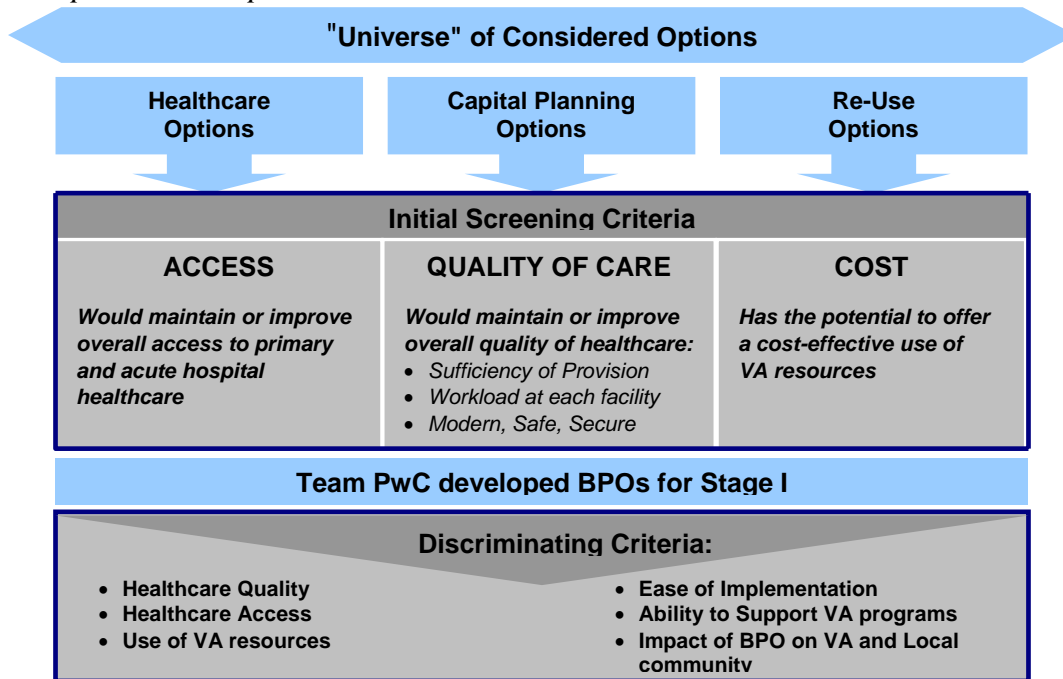 "Universe" of Considered Options
Healthcare
Options
Capital Planning
Options
Re-Use
Options
Initial Screening Criteria
ACCESS
Would maintain or improve
overall access to primary
and acute hospital
healthcare
QUALITY OF CARE
Would maintain or improve
overall quality of healthcare:
• Sufficiency of Provision
• Workload at each facility
• Modern, Safe, Secure
COST
Has the potential to offer
a cost-effective use of
VA resources
Team PwC developed BPOs for Stage I
Discriminating Criteria:
• Healthcare Quality
• Healthcare Access
• Use of VA resources
• Ease of Implementation
• Ability to Support VA programs
• Impact of BPO on VA and Local
community